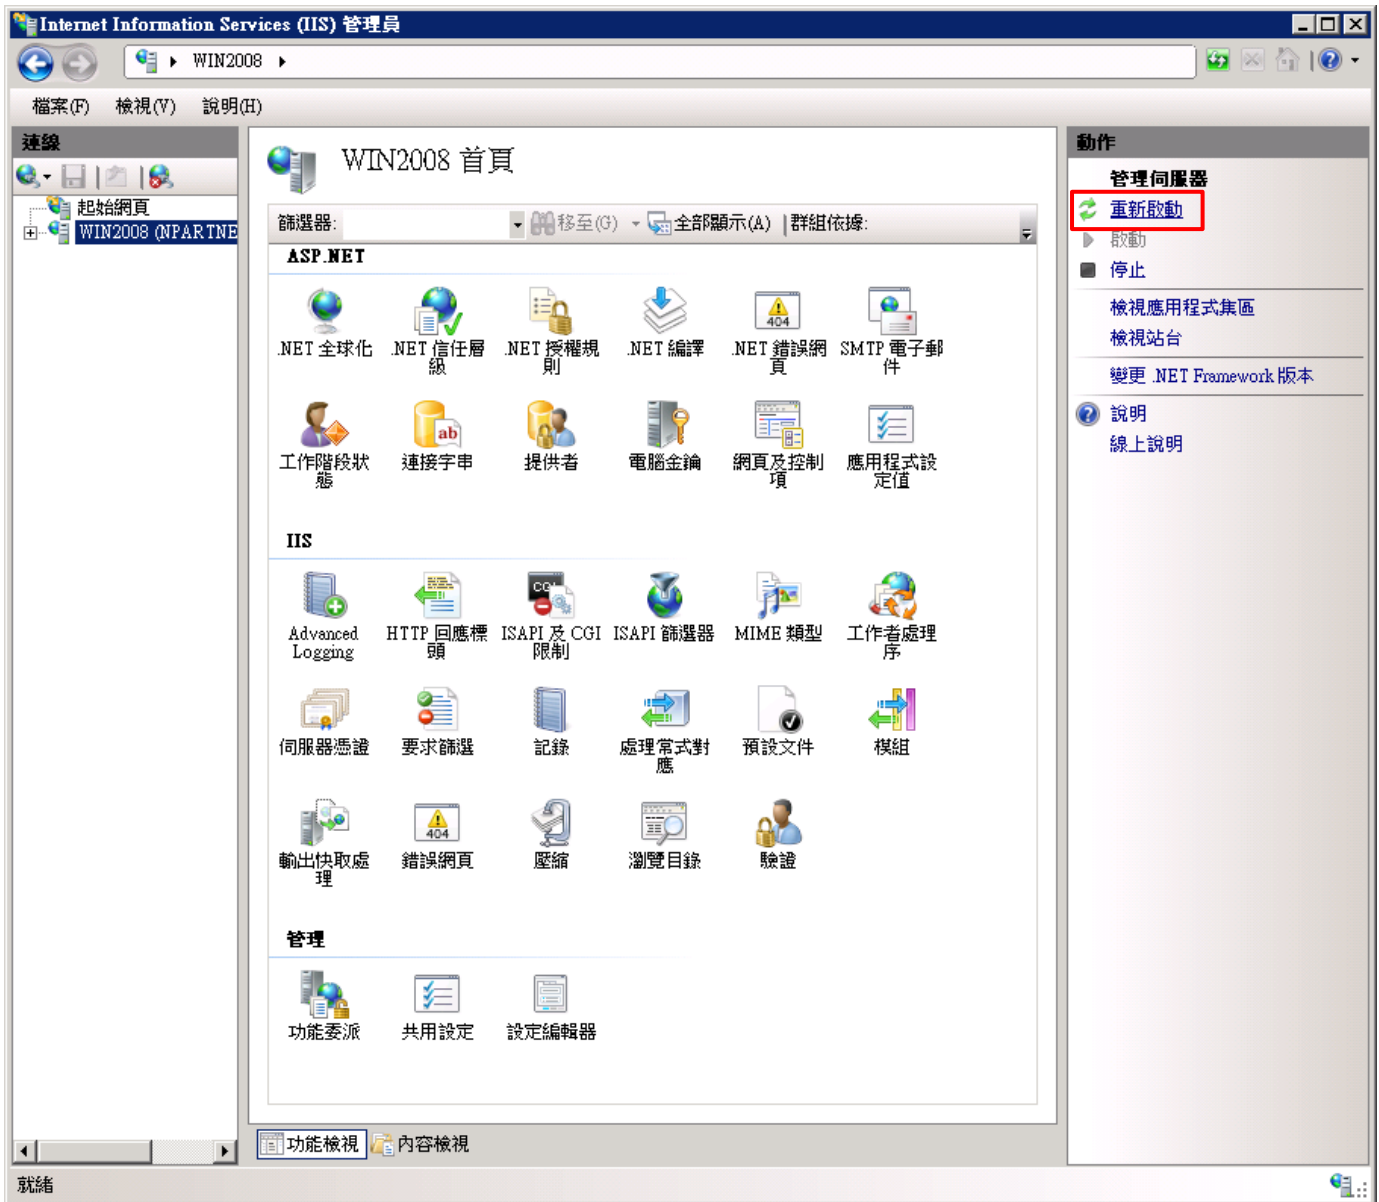 Internet Information Services (IIS) 管理員
WIN2008
檔案(F) 檢視(V) 說明(H)
連線
起始網頁
WIN2008 (NPARTNE
WIN2008 首頁
篩選器: 移至(G) 全部顯示(A) 群組依據:
ASP.NET
.NET 全球化
.NET 信任層
級
.NET 授權規
則
.NET 編譯
.NET 錯誤網
頁
SMTP 電子郵
件
工作階段狀
態
連接字串
提供者
電腦金鑰
網頁及控制
項
應用程式設
定值
IIS
Advanced
Logging
HTTP 回應標
頭
ISAPI 及 CGI
限制
ISAPI 篩選器
MIME 類型
工作者處理
序
伺服器憑證
要求篩選
記錄
處理常式對
應
預設文件
模組
輸出快取處
理
404
錯誤網頁
壓縮
瀏覽目錄
驗證
管理
功能委派
共用設定
設定編輯器
功能檢視 內容檢視
動作
管理伺服器
重新啟動
啟動
停止
檢視應用程式集區
檢視站台
變更 .NET Framework 版本
說明
線上說明
就緒